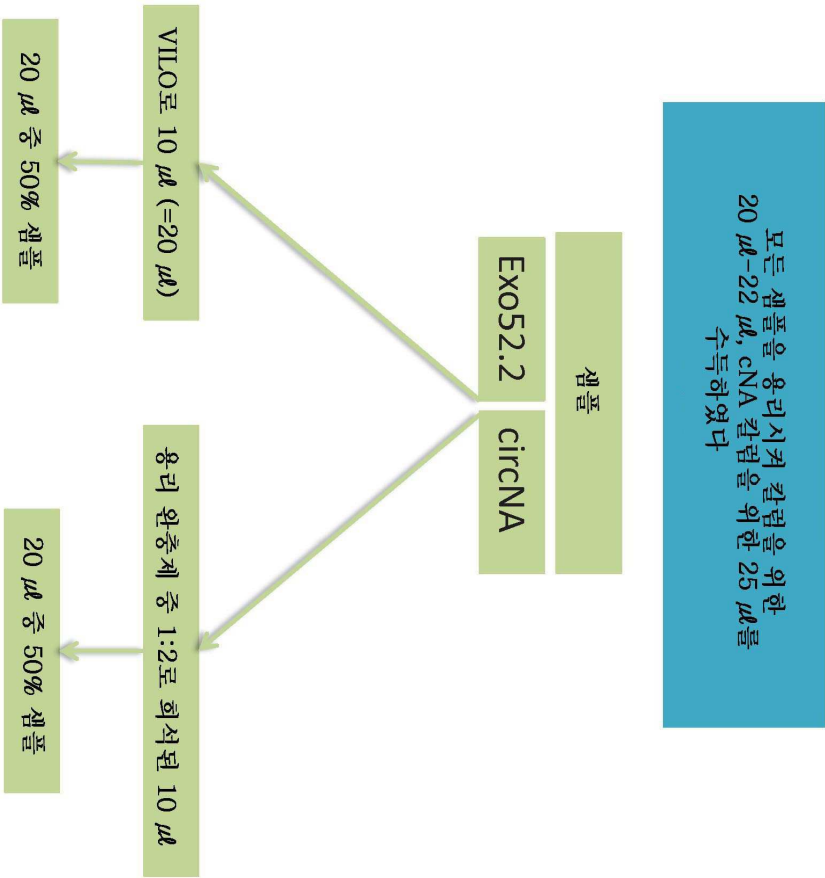 모든 샘플을 용리시켜 칼럼을 위한
20 ㎕-22 ㎕, cNA 칼럼을 위한 25 ㎕를
수득하였다
샘플
Exo52.2
circNA
VILO로 10 ㎕ (=20 ㎕)
용리 완충제 중 1:2로 희석된 10 ㎕
20 ㎕ 중 50% 샘플
20 ㎕ 중 50% 샘플